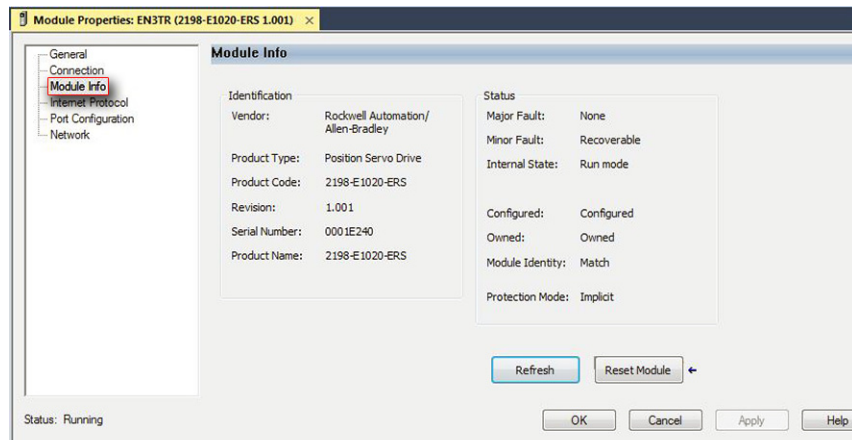 Module Properties: EN3TR (2198-E1020-ERS 1.001) ×
General
Connection
Module Info
Internet Protocol
Port Configuration
Network
Module Info
Identification
Vendor: Rockwell Automation/
Allen-Bradley
Product Type: Position Servo Drive
Product Code: 2198-E1020-ERS
Revision: 1.001
Serial Number: 0001E240
Product Name: 2198-E1020-ERS
Status
Major Fault: None
Minor Fault: Recoverable
Internal State: Run mode
Configured: Configured
Owned: Owned
Module Identity: Match
Protection Mode: Implicit
Refresh
Reset Module
Status: Running
OK
Cancel
Apply
Help